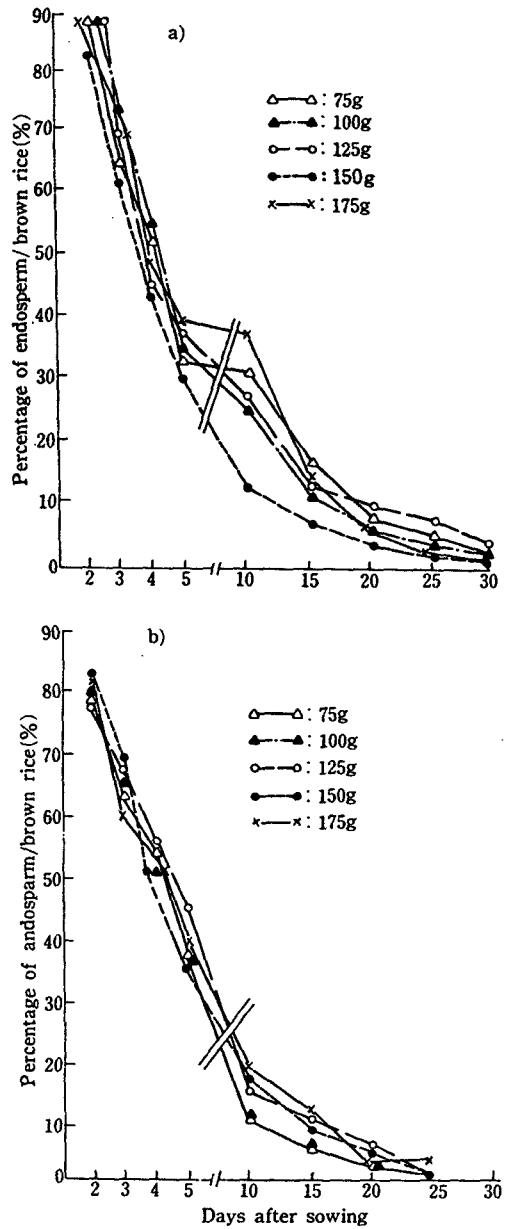 a)
90
80
70
60
50
40
30
20
10
0
Percentage of endosperm/brown rice(%)
75g
100g
125g
150g
175g
2 3 4 5 10 15 20 25 30
b)
90
80
70
60
50
40
30
20
10
0
Percentage of andosparm/brown rice(%)
75g
100g
125g
150g
175g
2 3 4 5 10 15 20 25 30
Days after sowing